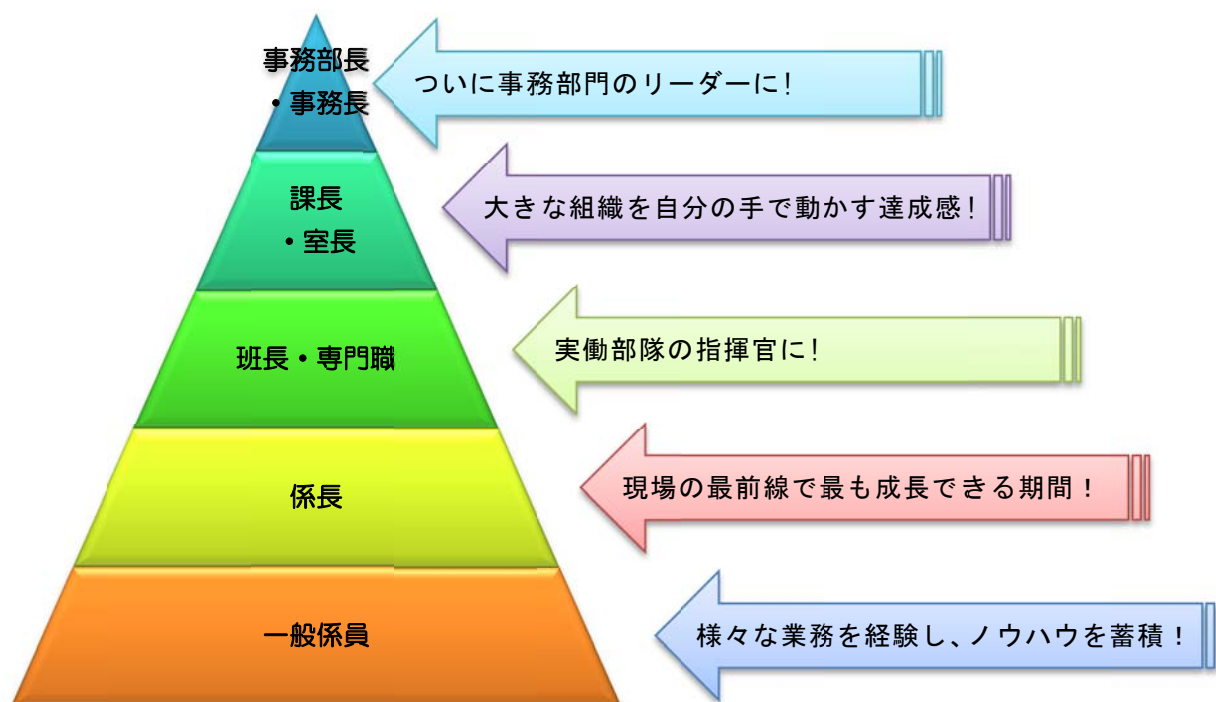 事務部長
・事務長
ついに事務部門のリーダーに!
課長
・室長
大きな組織を自分の手で動かす達成感!
班長・専門職
実働部隊の指揮官に!
係長
現場の最前線で最も成長できる期間！
一般係員
様々な業務を経験し、ノウハウを蓄積！